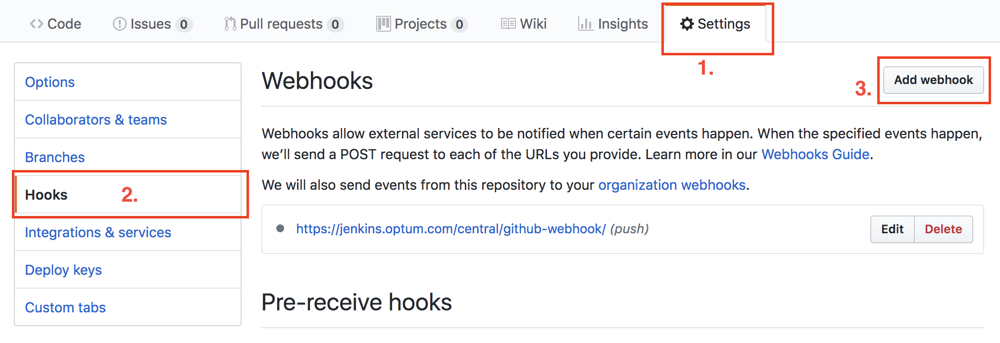 Code Issues 0 Pull requests 0 Projects 0 Wiki Insights Settings
1.
Options
Collaborators & teams
Branches
Hooks 2.
Integrations & services
Deploy keys
Custom tabs
Webhooks
3. Add webhook
Webhooks allow external services to be notified when certain events happen. When the specified events happen,
we’ll send a POST request to each of the URLs you provide. Learn more in our Webhooks Guide.
We will also send events from this repository to your organization webhooks.
https://jenkins.optum.com/central/github-webhook/ (push) Edit Delete
Pre-receive hooks